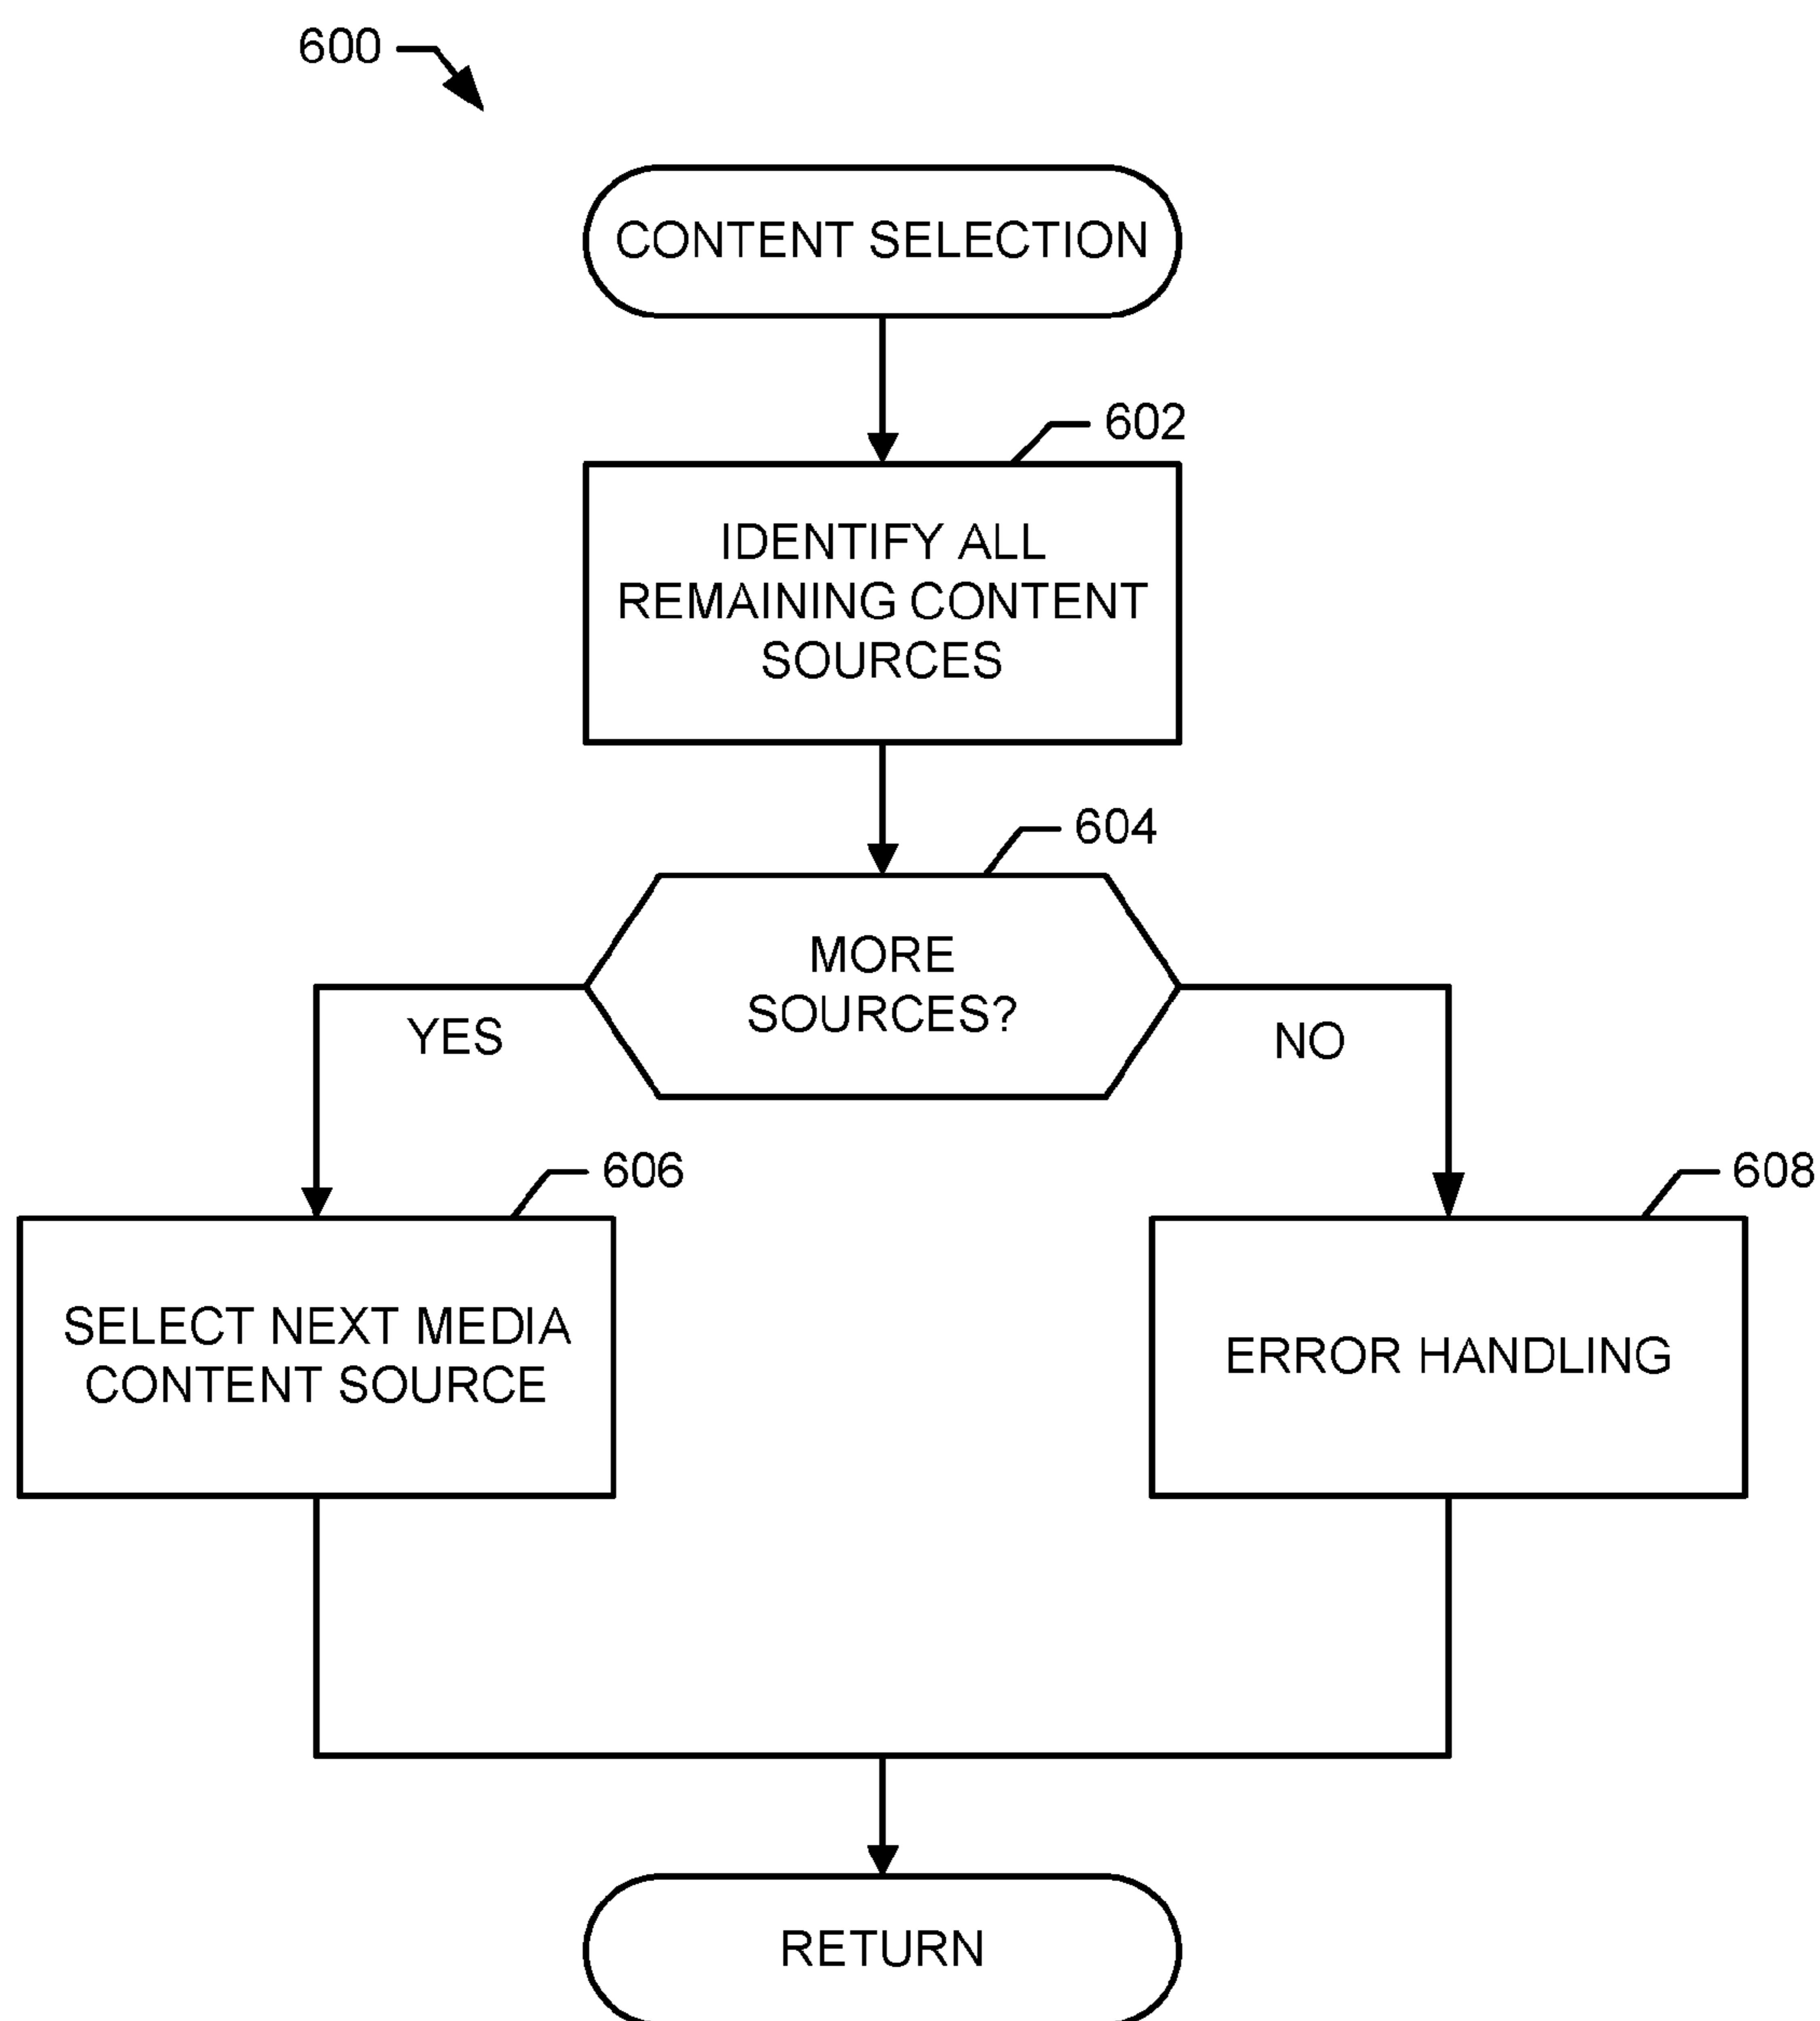 600
CONTENT SELECTION
602
IDENTIFY ALL
REMAINING CONTENT
SOURCES
604
MORE
SOURCES?
YES
NO
606
608
SELECT NEXT MEDIA
CONTENT SOURCE
ERROR HANDLING
RETURN